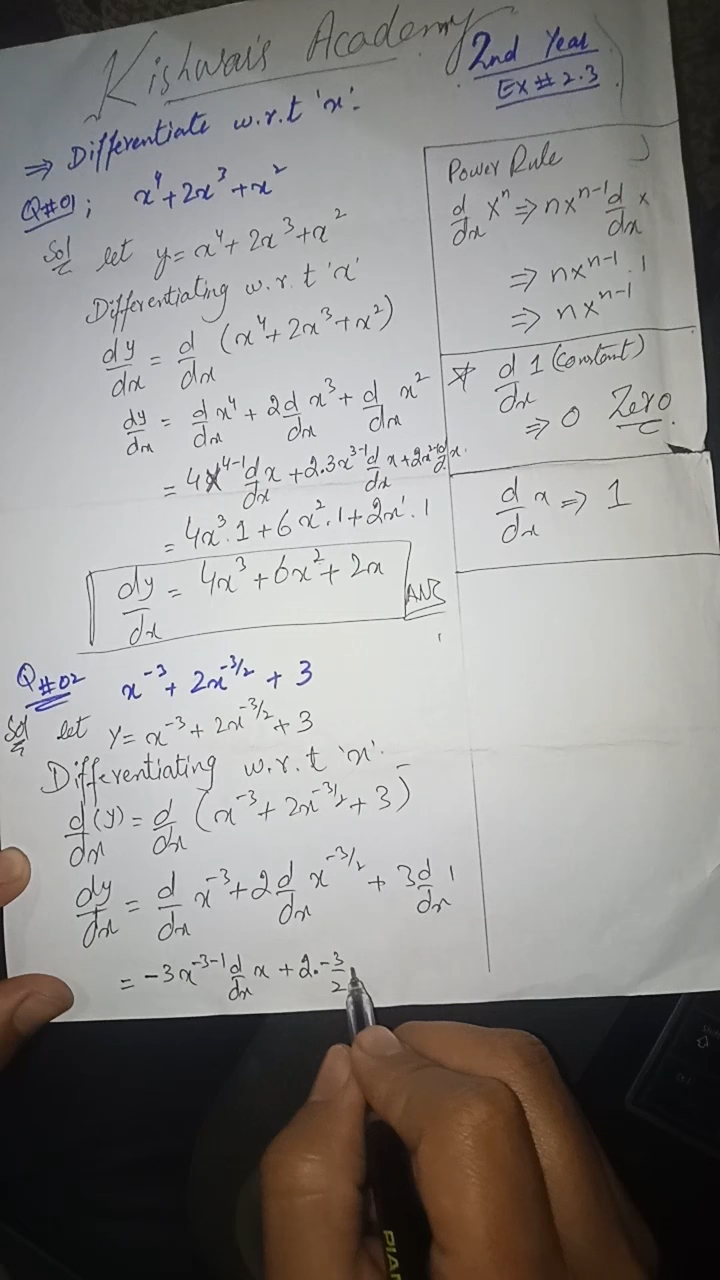 Kishwar's Academy
2nd Year
Ex # 2.3
⇒ Differentiate w.r.t 'x'.
Q#01; x⁴+2x³+x²
Sol let y=x⁴+2x³+x²
Differentiating w.r.t 'x'
dy/dx = d/dx (x⁴+2x³+x²)
dy/dx = d/dx x⁴ + 2d/dx x³ + d/dx x²
= 4x⁴⁻¹ d/dx x + 2.3x³⁻¹ d/dx x + 2x²⁻¹ d/dx x.
= 4x³.1 + 6x².1 + 2x¹.1
dy/dx = 4x³+6x²+2x ANS
Power Rule
d/dx xⁿ ⇒ nxⁿ⁻¹ d/dx x
⇒ nxⁿ⁻¹.1
⇒ nxⁿ⁻¹
* d/dx 1 (constant)
⇒ 0 Zero
d/dx x ⇒ 1
Q#02 x⁻³ + 2x^(-3/2) + 3
Sol let Y= x⁻³ + 2x^(-3/2) + 3
Differentiating w.r.t 'x'.
d/dx (y) = d/dx (x⁻³ + 2x^(-3/2) + 3)
dy/dx = d/dx x⁻³ + 2d/dx x^(-3/2) + 3d/dx 1
= -3x⁻³⁻¹ d/dx x + 2.-3/2
PIAN